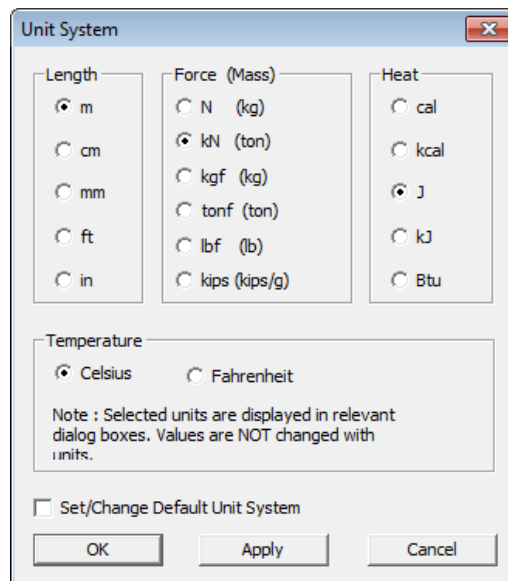 Unit System
Length
m
cm
mm
ft
in
Force (Mass)
N (kg)
kN (ton)
kgf (kg)
tonf (ton)
lbf (lb)
kips (kips/g)
Heat
cal
kcal
J
kJ
Btu
Temperature
Celsius
Fahrenheit
Note : Selected units are displayed in relevant
dialog boxes. Values are NOT changed with
units.
Set/Change Default Unit System
OK
Apply
Cancel